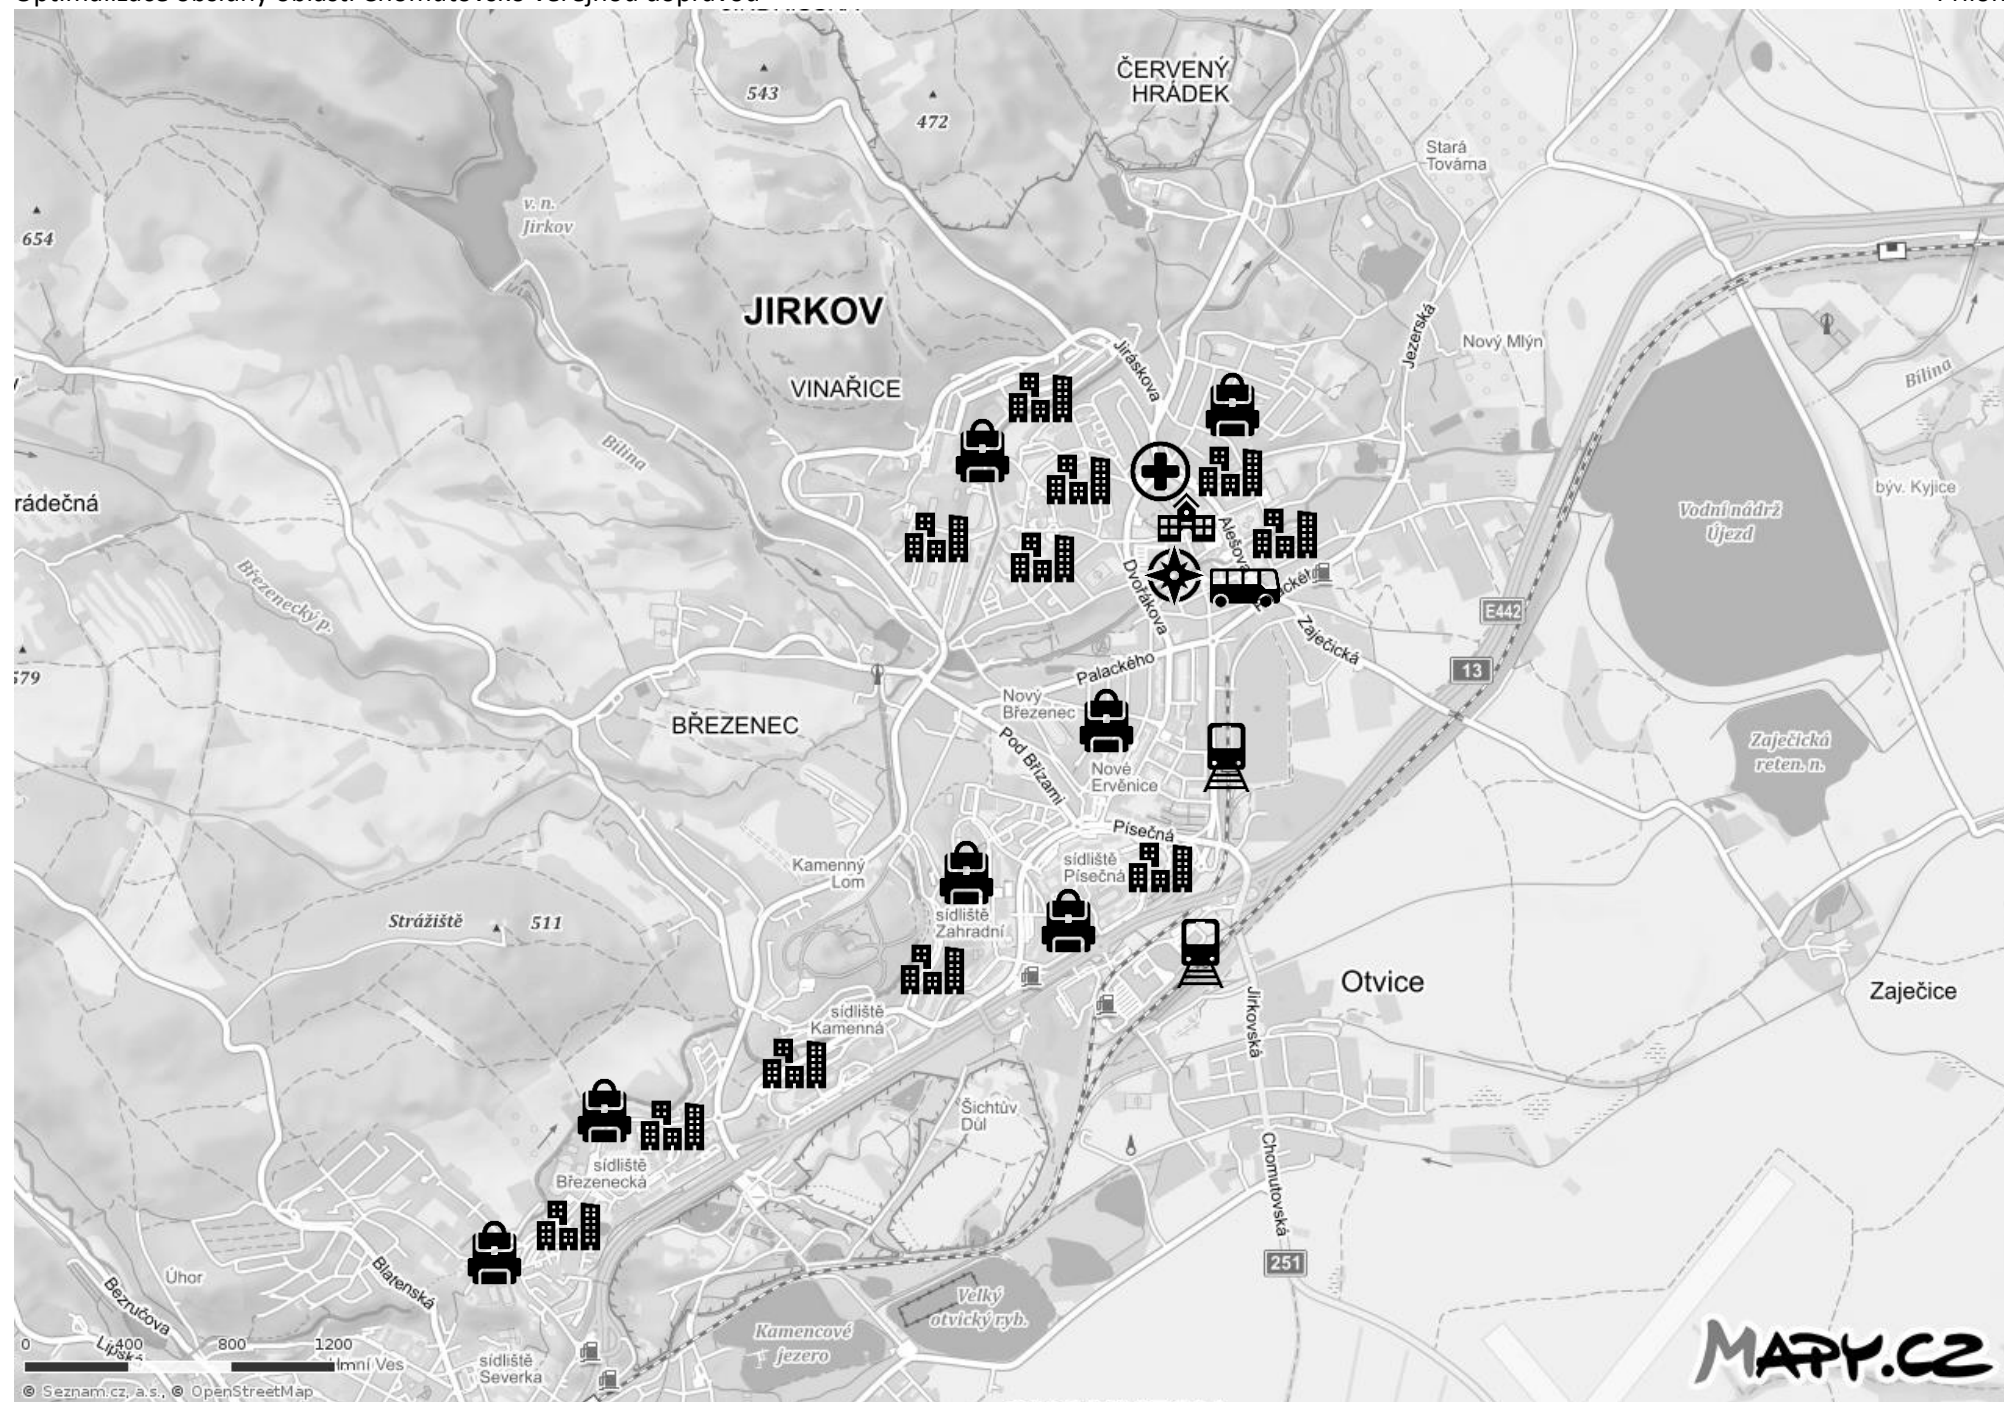 543
472
ČERVENÝ
HRÁDEK
Stará
Továrna
v. n.
Jirkov
654
JIRKOV
Jiráskova
Jezerská
Nový Mlýn
VINAŘICE
Bílina
Bílina
rádečná
Vodní nádrž
Újezd
býv. Kyjice
Alešova
Březenecký p.
Dvořákova
E442
Zaječická
Palackého
13
579
Nový
Březenec
BŘEZENEC
Pod Břízami
Zaječická
reten. n.
Nové
Ervěnice
Písečná
Kamenný
Lom
sídliště
Písečná
Strážiště
511
sídliště
Zahradní
Otvice
Zaječice
sídliště
Kamenná
Jirkovská
Šichtův
Důl
Chomutovská
sídliště
Březenecká
251
Úhor
Blatenská
Bezručova
Velký
otvický ryb.
Kamencové
jezero
0 400 800 1200
Lipská
sídliště
Severka
MAPY.CZ
© Seznam.cz, a.s., © OpenStreetMap